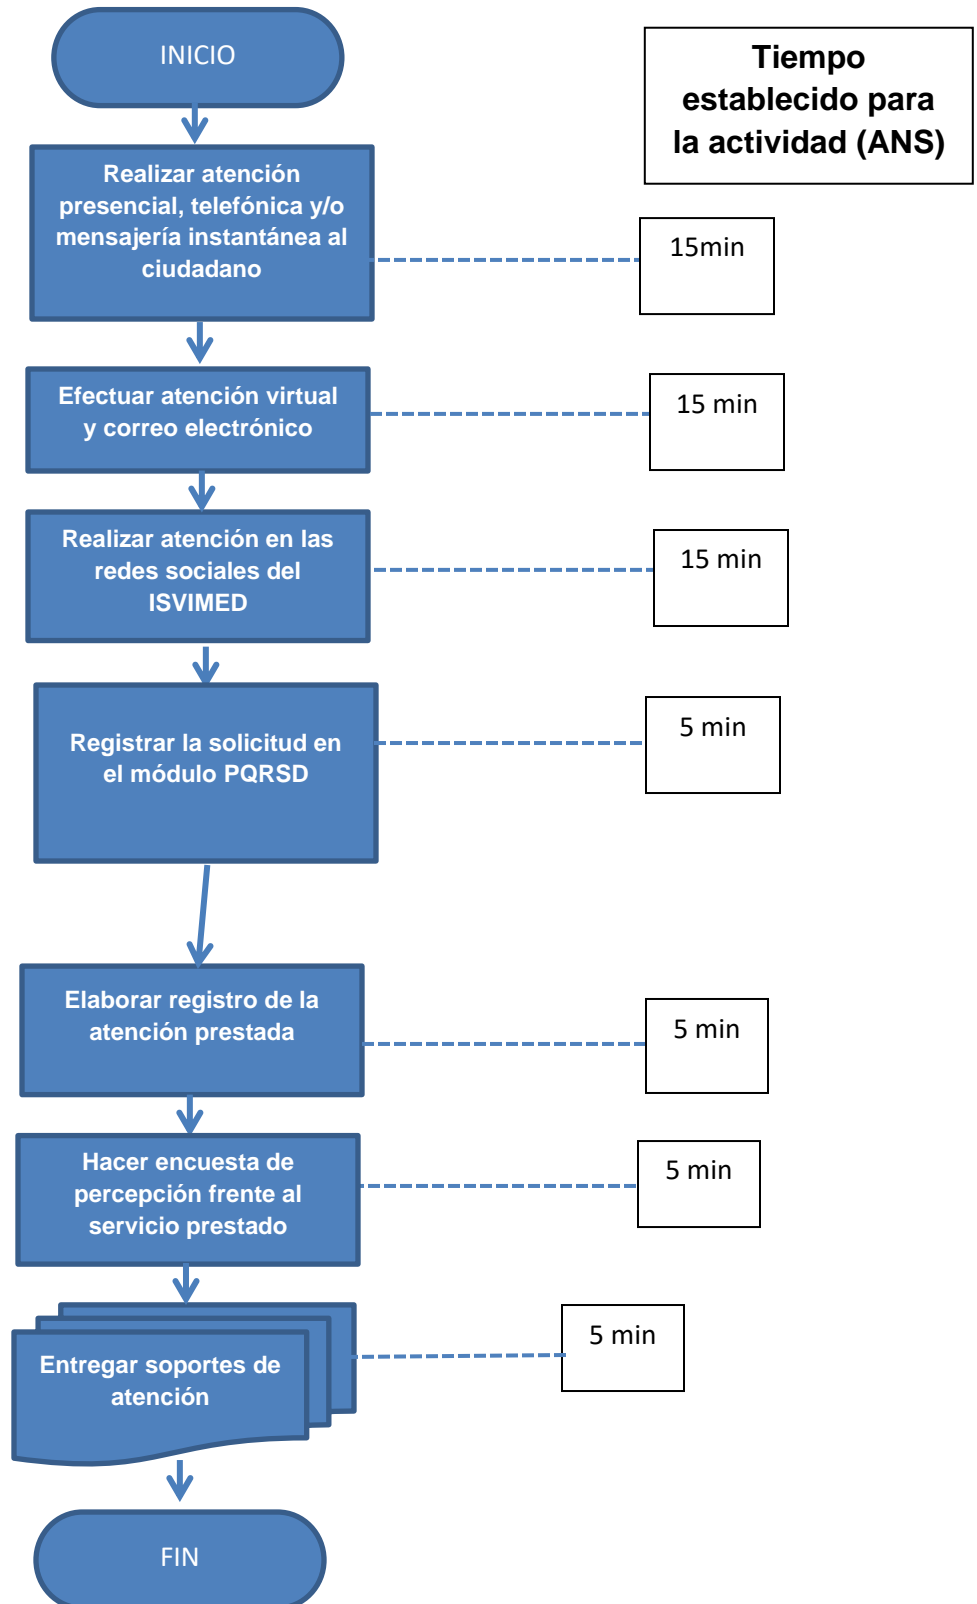 INICIO
Tiempo
establecido para
la actividad (ANS)
Realizar atención
presencial, telefónica y/o
mensajería instantánea al
ciudadano
15min
Efectuar atención virtual
y correo electrónico
15 min
Realizar atención en las
redes sociales del
ISVIMED
15 min
Registrar la solicitud en
el módulo PQRSD
5 min
Elaborar registro de la
atención prestada
5 min
Hacer encuesta de
percepción frente al
servicio prestado
5 min
Entregar soportes de
atención
5 min
FIN